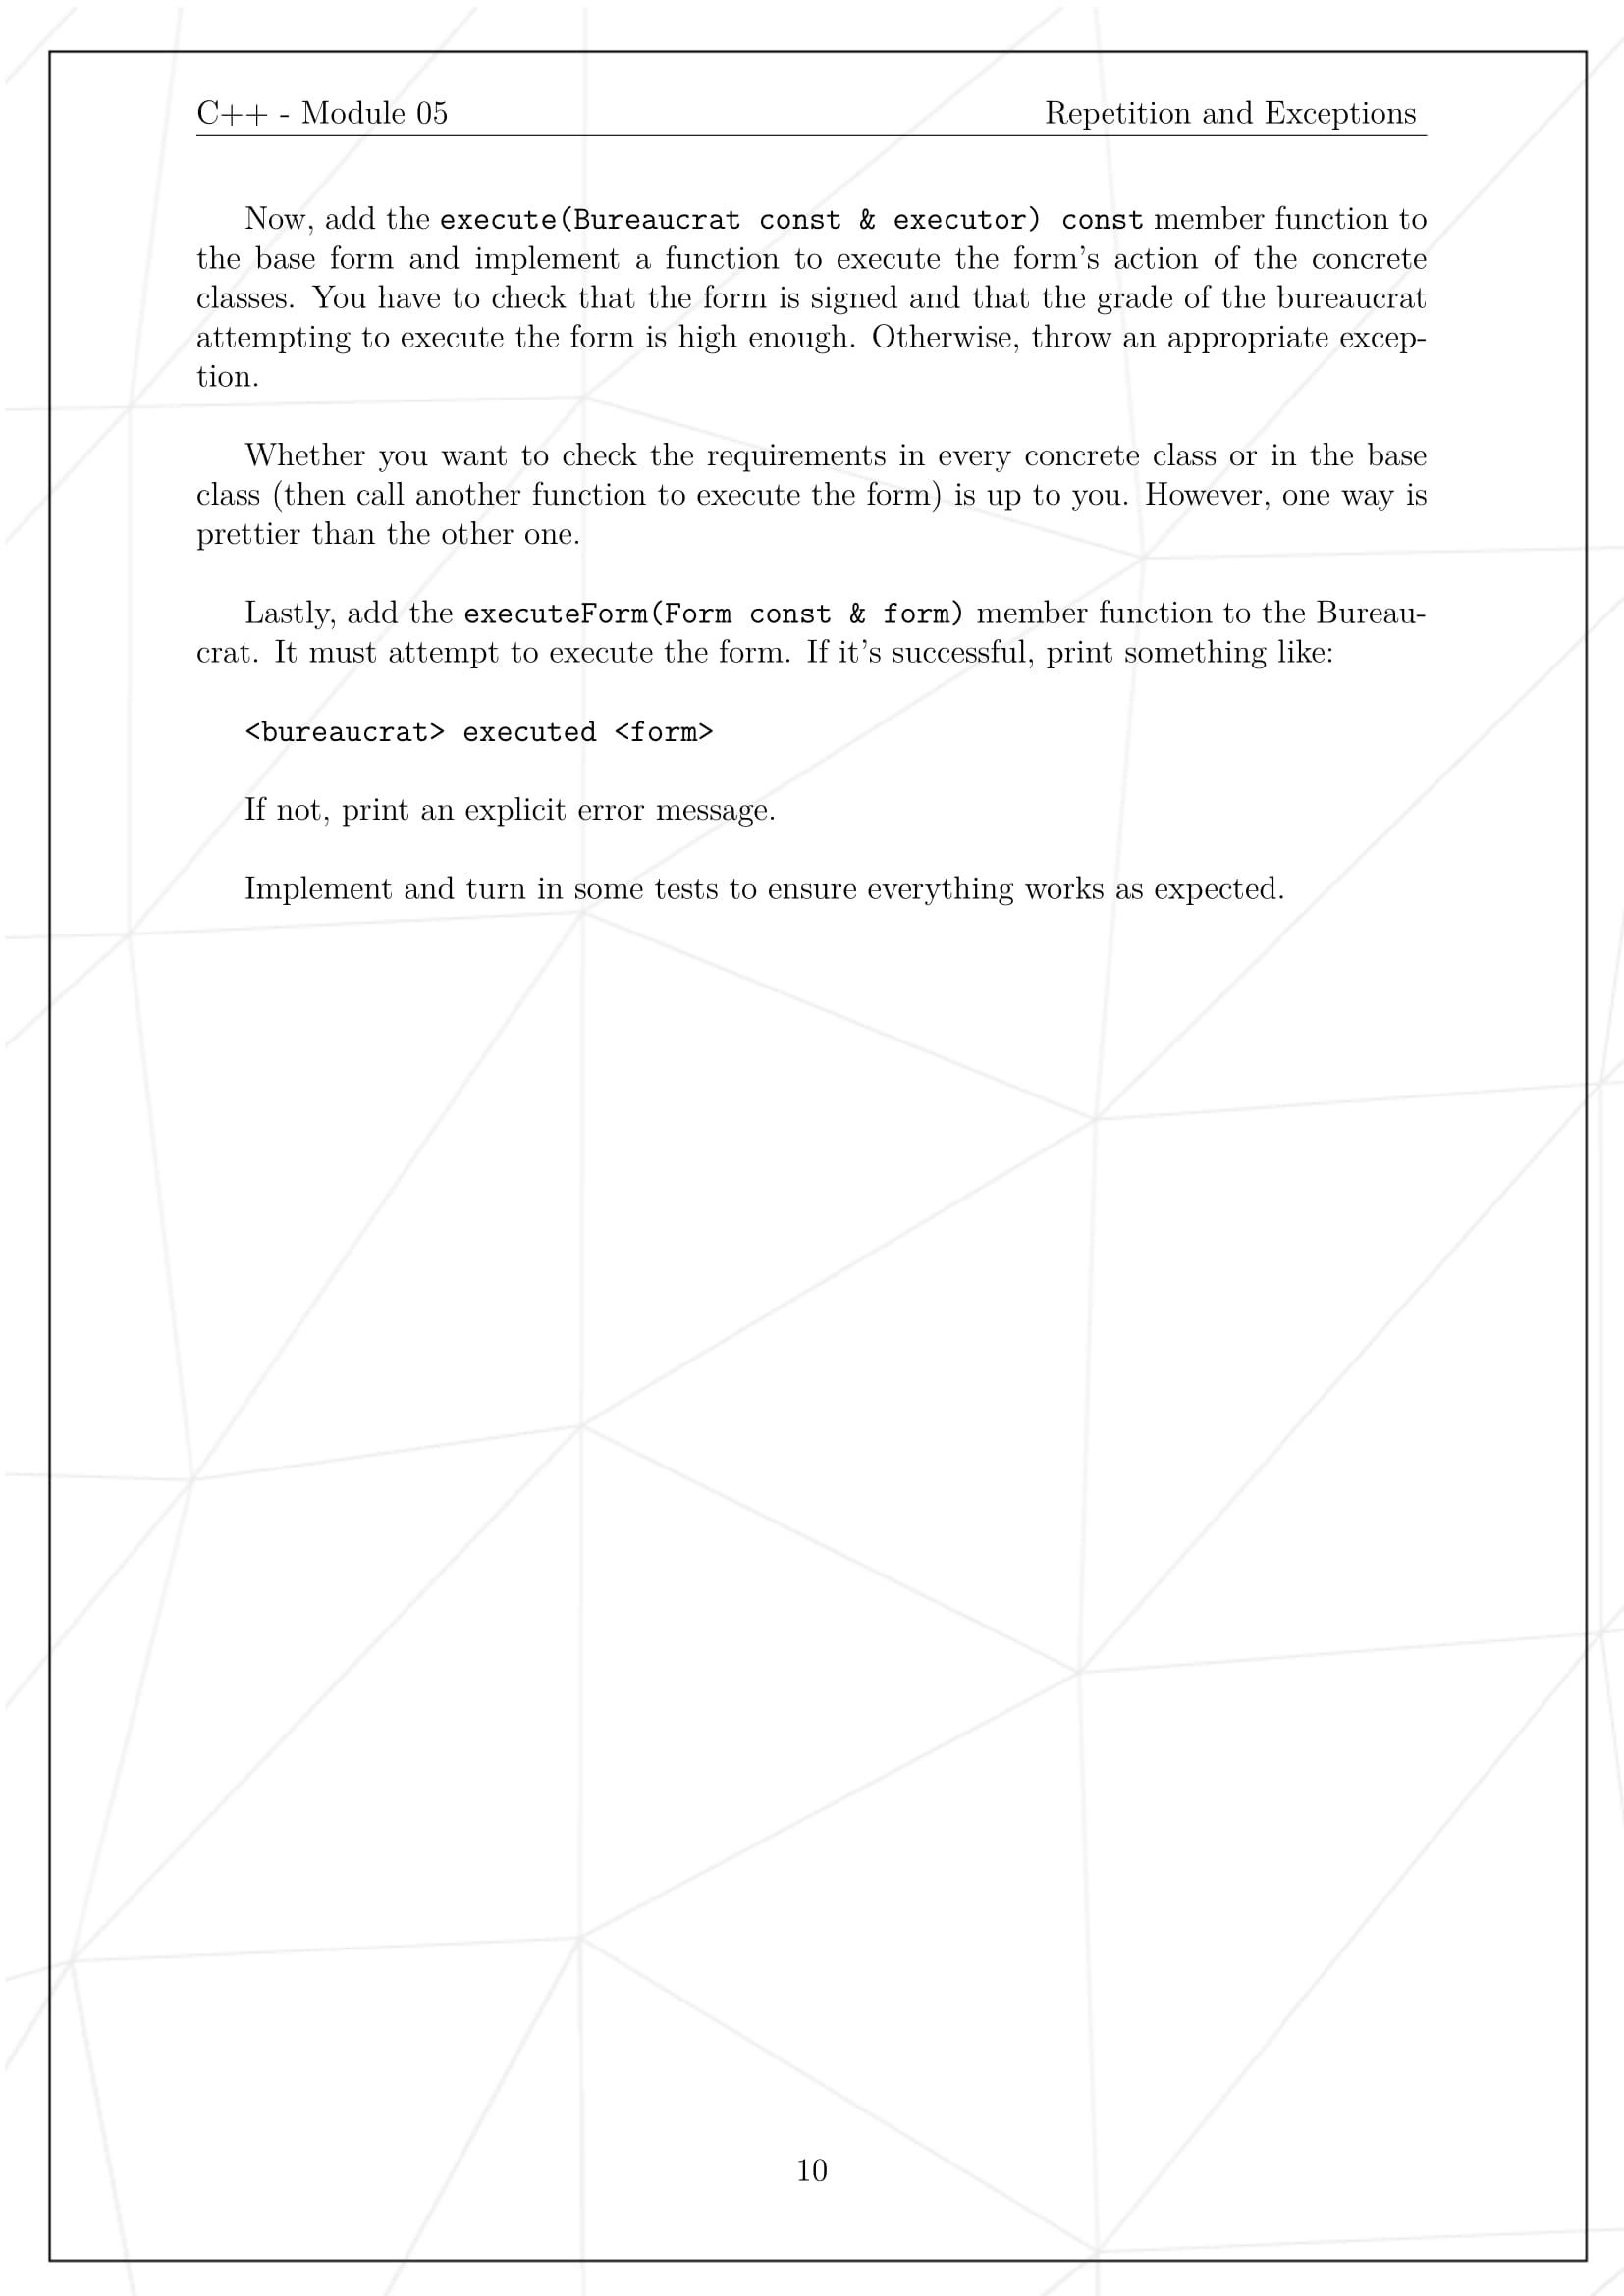 C++ - Module 05 Repetition and Exceptions
Now, add the execute(Bureaucrat const & executor) const member function to
the base form and implement a function to execute the form's action of the concrete
classes. You have to check that the form is signed and that the grade of the bureaucrat
attempting to execute the form is high enough. Otherwise, throw an appropriate excep-
tion.
Whether you want to check the requirements in every concrete class or in the base
class (then call another function to execute the form) is up to you. However, one way is
prettier than the other one.
Lastly, add the executeForm(Form const & form) member function to the Bureau-
crat. It must attempt to execute the form. If it's successful, print something like:
<bureaucrat> executed <form>
If not, print an explicit error message.
Implement and turn in some tests to ensure everything works as expected.
10